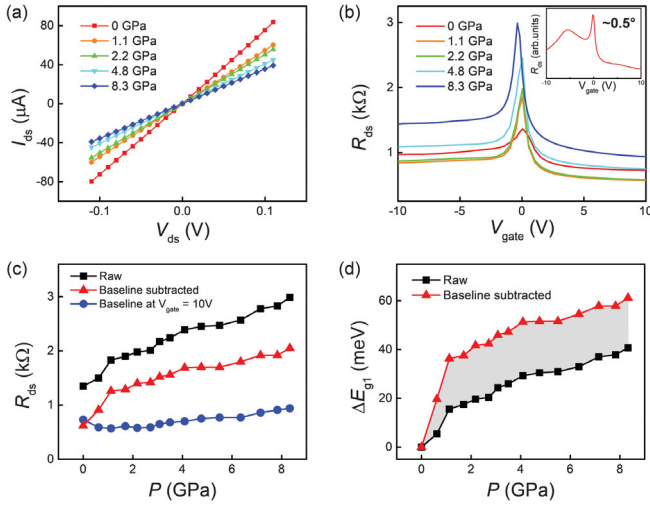 (a)
0 GPa
1.1 GPa
2.2 GPa
4.8 GPa
8.3 GPa
80
40
0
-40
-80
I_ds (μA)
-0.1
0.0
0.1
V_ds (V)
(b)
0 GPa
1.1 GPa
2.2 GPa
4.8 GPa
8.3 GPa
3
2
1
R_ds (kΩ)
-10
-5
0
5
10
V_gate (V)
~0.5°
R_ds (arb.units)
-10
0
10
V_gate (V)
(c)
Raw
Baseline subtracted
Baseline at V_gate = 10V
3
2
1
0
R_ds (kΩ)
0
2
4
6
8
P (GPa)
(d)
Raw
Baseline subtracted
60
40
20
0
ΔE_g1 (meV)
0
2
4
6
8
P (GPa)